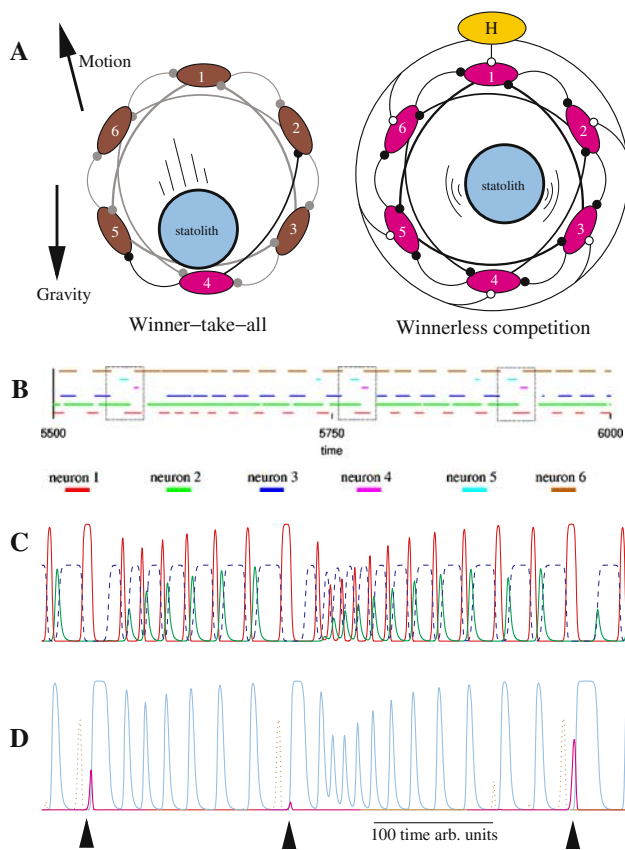 A
Motion
Gravity
1
2
3
4
5
6
statolith
Winner–take–all
H
1
2
3
4
5
6
statolith
Winnerless competition
B
5500 5750 6000
time
neuron 1 neuron 2 neuron 3 neuron 4 neuron 5 neuron 6
C
D
100 time arb. units